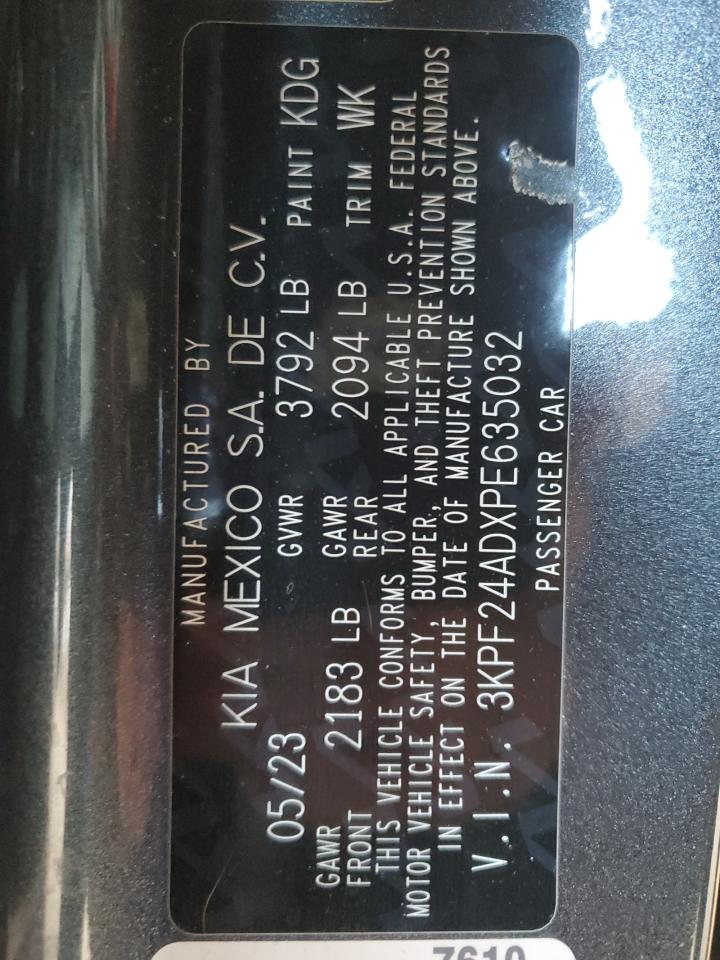 MANUFACTURED BY
KIA MEXICO S.A. DE C.V.
05/23 GVWR 3792 LB PAINT KDG
GAWR FRONT 2183 LB GAWR REAR 2094 LB TRIM WK
THIS VEHICLE CONFORMS TO ALL APPLICABLE U.S.A. FEDERAL
MOTOR VEHICLE SAFETY, BUMPER, AND THEFT PREVENTION STANDARDS
IN EFFECT ON THE DATE OF MANUFACTURE SHOWN ABOVE.
V.I.N. 3KPF24ADXPE635032
PASSENGER CAR